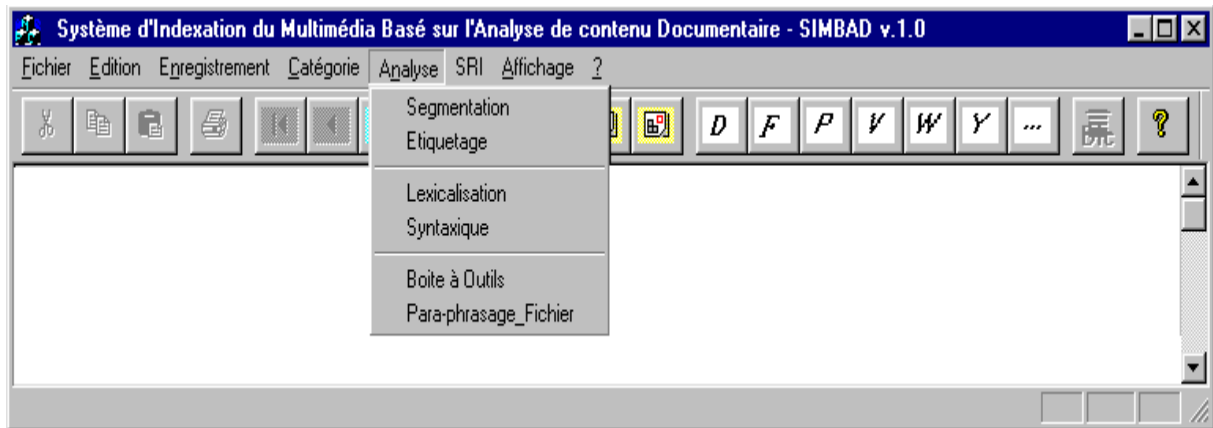 Système d'Indexation du Multimédia Basé sur l'Analyse de contenu Documentaire - SIMBAD v.1.0
Fichier Edition Enregistrement Catégorie Analyse SRI Affichage ?
D F P V W Y ... ?
Segmentation
Etiquetage
Lexicalisation
Syntaxique
Boite à Outils
Para-phrasage_Fichier